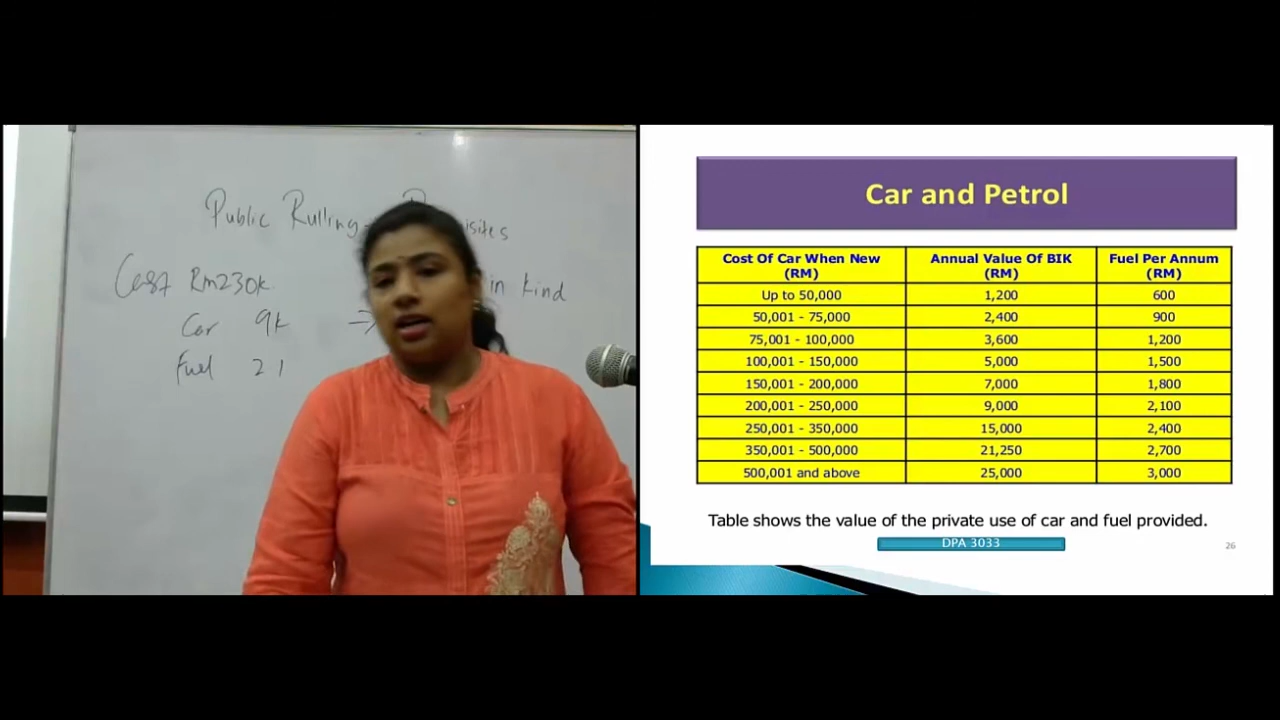 Public Rulling -
isites
Cost Rm230k
in kind
Car 9k ⇒
Fuel 21
Car and Petrol
Cost Of Car When New (RM) Annual Value Of BIK (RM) Fuel Per Annum (RM)
Up to 50,000 1,200 600
50,001 - 75,000 2,400 900
75,001 - 100,000 3,600 1,200
100,001 - 150,000 5,000 1,500
150,001 - 200,000 7,000 1,800
200,001 - 250,000 9,000 2,100
250,001 - 350,000 15,000 2,400
350,001 - 500,000 21,250 2,700
500,001 and above 25,000 3,000
Table shows the value of the private use of car and fuel provided.
DPA 3033
26